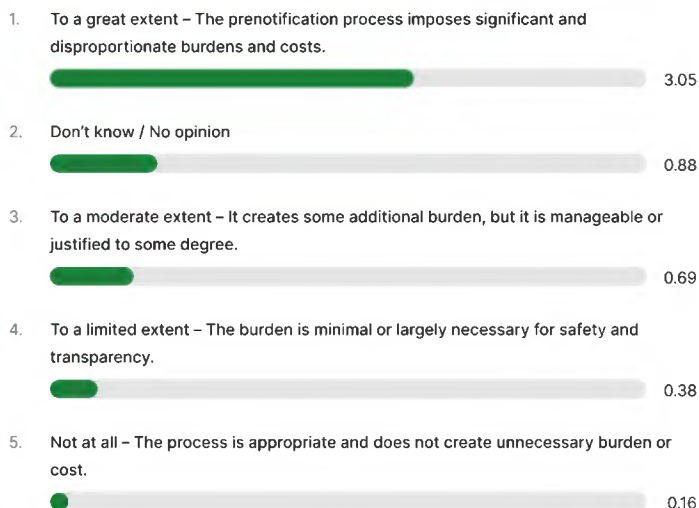 1. To a great extent – The prenotification process imposes significant and
disproportionate burdens and costs.
3.05
2. Don't know / No opinion
0.88
3. To a moderate extent – It creates some additional burden, but it is manageable or
justified to some degree.
0.69
4. To a limited extent – The burden is minimal or largely necessary for safety and
transparency.
0.38
5. Not at all – The process is appropriate and does not create unnecessary burden or
cost.
0.16